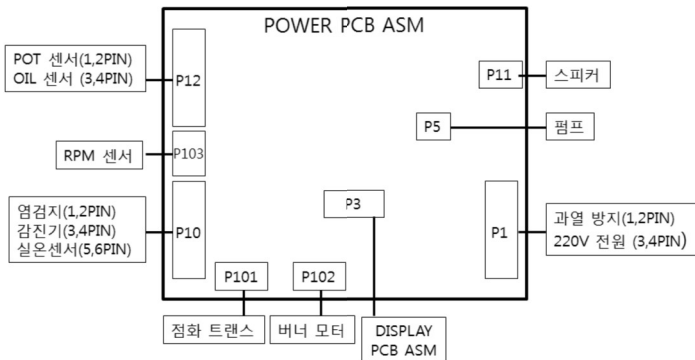 POWER PCB ASM
POT 센서(1,2PIN)
OIL 센서 (3,4PIN)
P12
P11
스피커
P5
펌프
RPM 센서
P103
염검지(1,2PIN)
감진기(3,4PIN)
실온센서(5,6PIN)
P10
P3
P1
과열 방지(1,2PIN)
220V 전원 (3,4PIN)
P101
P102
점화 트랜스
버너 모터
DISPLAY
PCB ASM